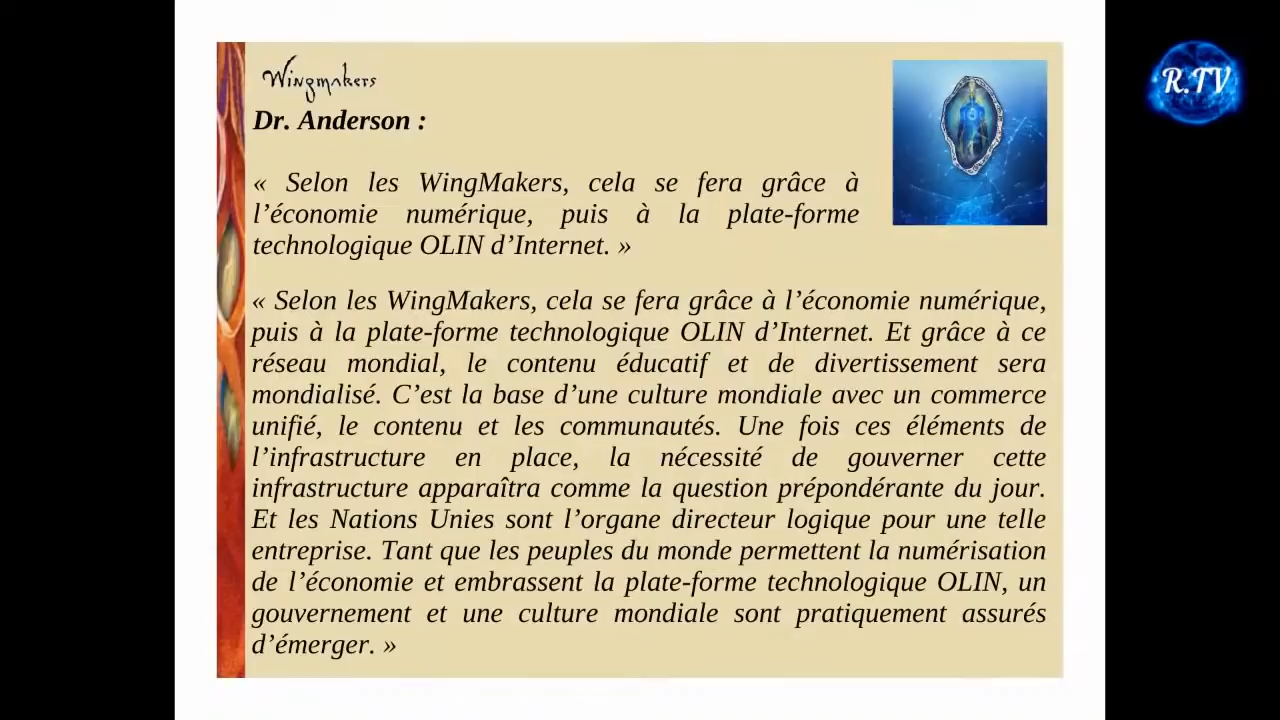 Wingmakers
R.TV
Dr. Anderson :
« Selon les WingMakers, cela se fera grâce à
l’économie numérique, puis à la plate-forme
technologique OLIN d’Internet. »
« Selon les WingMakers, cela se fera grâce à l’économie numérique,
puis à la plate-forme technologique OLIN d’Internet. Et grâce à ce
réseau mondial, le contenu éducatif et de divertissement sera
mondialisé. C’est la base d’une culture mondiale avec un commerce
unifié, le contenu et les communautés. Une fois ces éléments de
l’infrastructure en place, la nécessité de gouverner cette
infrastructure apparaîtra comme la question prépondérante du jour.
Et les Nations Unies sont l’organe directeur logique pour une telle
entreprise. Tant que les peuples du monde permettent la numérisation
de l’économie et embrassent la plate-forme technologique OLIN, un
gouvernement et une culture mondiale sont pratiquement assurés
d’émerger. »